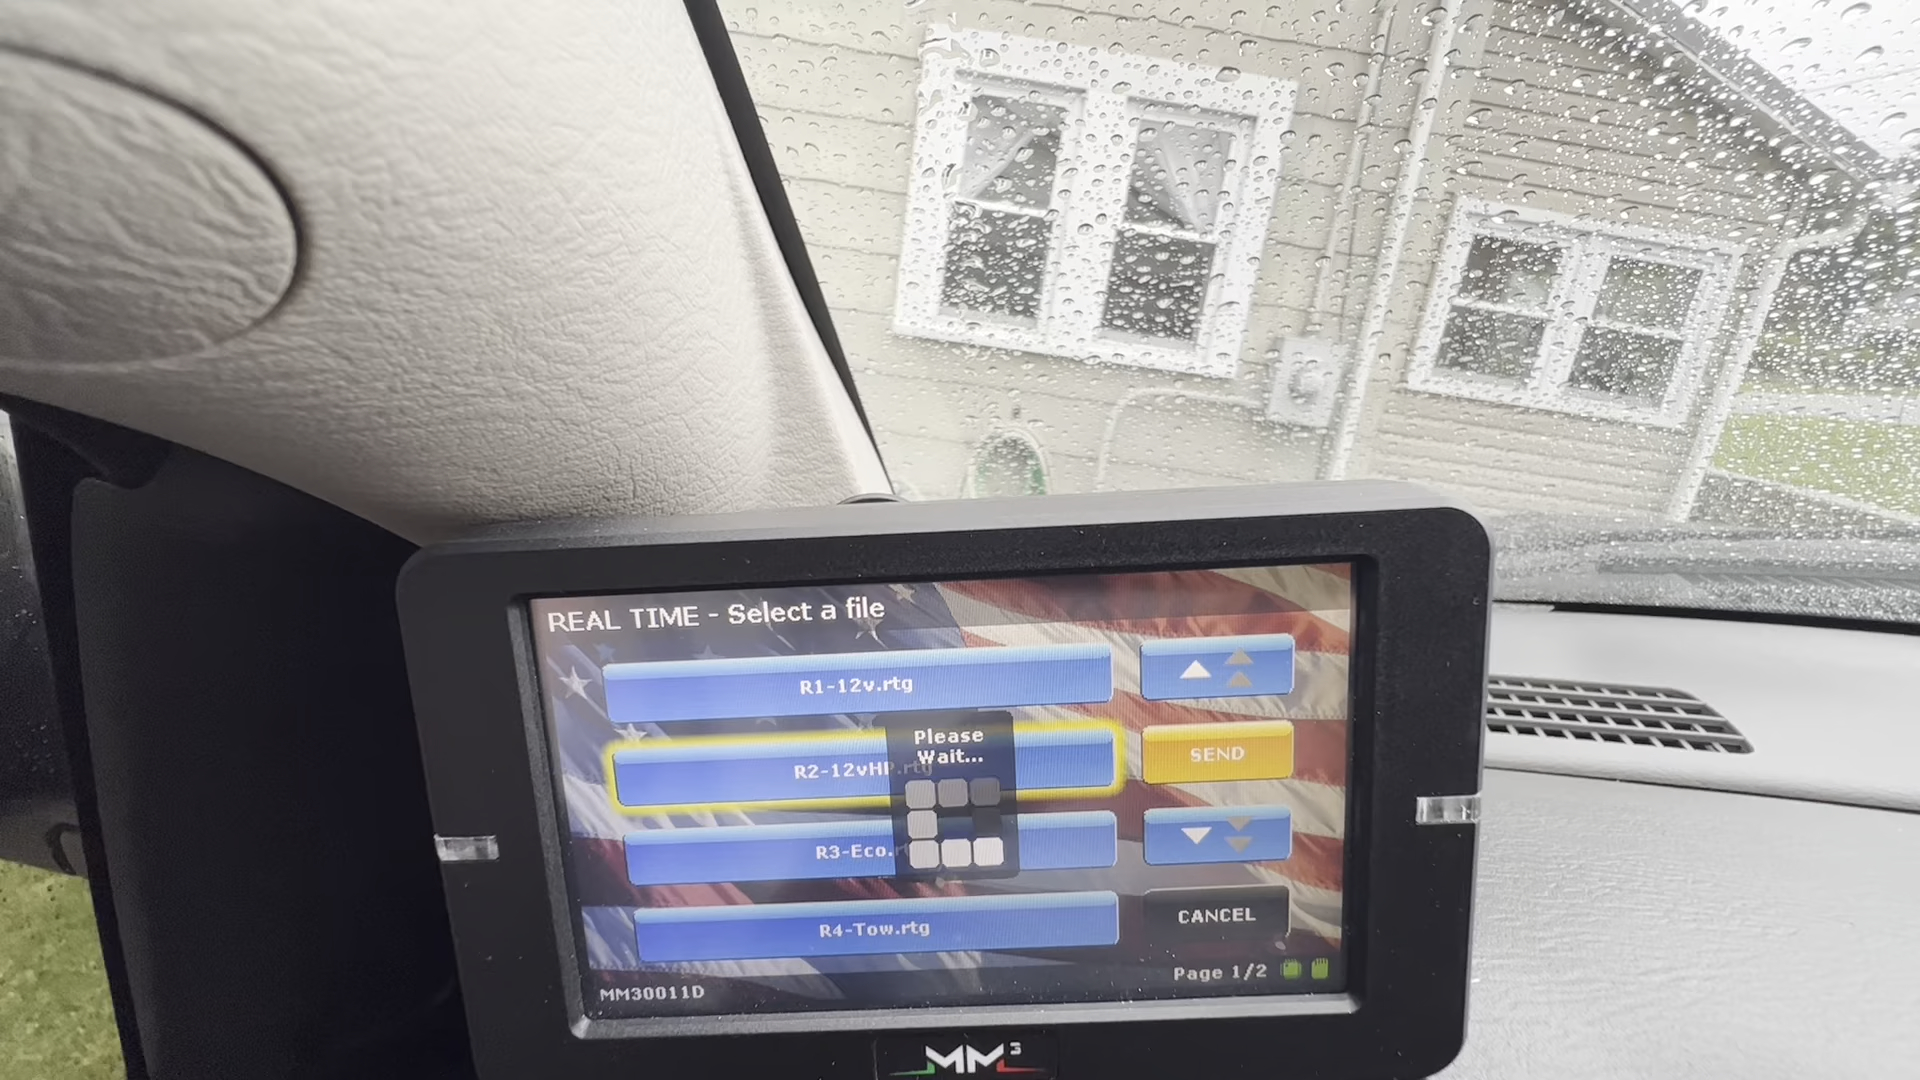 REAL TIME - Select a file
R1-12v.rtg
Please
Wait...
R2-12vHP.rtg
SEND
R3-Eco.r
R4-Tow.rtg
CANCEL
Page 1/2
MM30011D
MM3